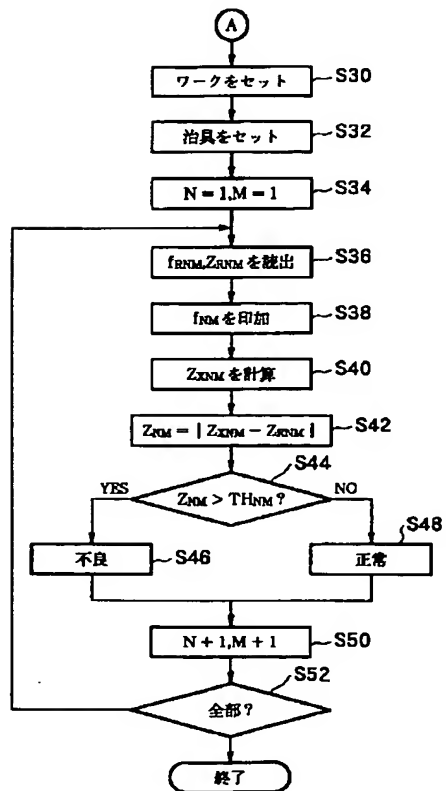 A
ワークをセット S30
治具をセット S32
N = 1,M = 1 S34
fRNM,ZRNM を読出 S36
fNM を印加 S38
ZXNM を計算 S40
ZNM = | ZXNM − ZRNM | S42
S44
YES ZNM > THNM ? NO
不良 S46 正常 S48
N + 1,M + 1 S50
S52
全部 ?
終了